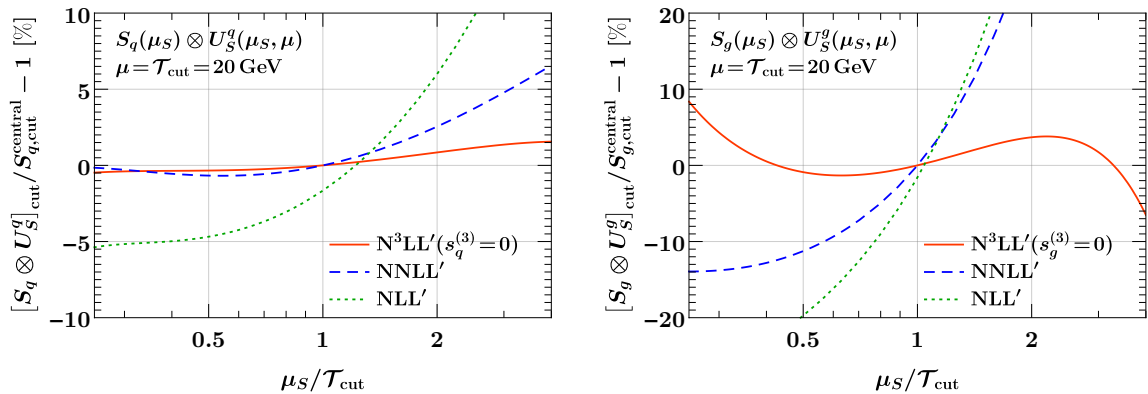 [S_q ⊗ U_S^q]_cut / S_{q,cut}^{central} − 1 [%]
10
5
0
−5
−10
S_q(μ_S) ⊗ U_S^q(μ_S, μ)
μ = 𝒯_cut = 20 GeV
N³LL′(s_q^{(3)} = 0)
NNLL′
NLL′
0.5 1 2
μ_S/𝒯_cut
[S_g ⊗ U_S^g]_cut / S_{g,cut}^{central} − 1 [%]
20
10
0
−10
−20
S_g(μ_S) ⊗ U_S^g(μ_S, μ)
μ = 𝒯_cut = 20 GeV
N³LL′(s_g^{(3)} = 0)
NNLL′
NLL′
0.5 1 2
μ_S/𝒯_cut